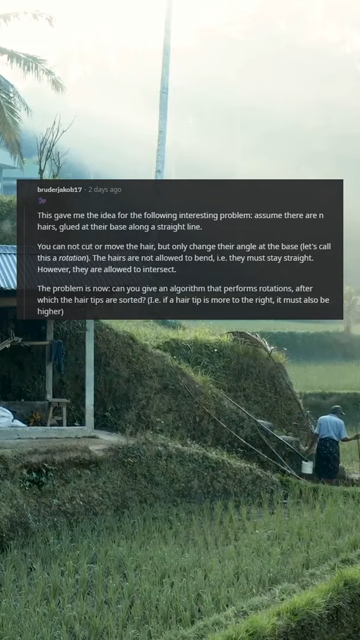 bruderjakob17 · 2 days ago
This gave me the idea for the following interesting problem: assume there are n
hairs, glued at their base along a straight line.
You can not cut or move the hair, but only change their angle at the base (let's call
this a rotation). The hairs are not allowed to bend, i.e. they must stay straight.
However, they are allowed to intersect.
The problem is now: can you give an algorithm that performs rotations, after
which the hair tips are sorted? (I.e. if a hair tip is more to the right, it must also be
higher)